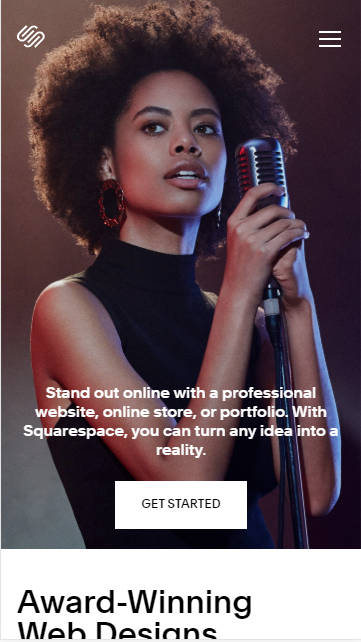 Stand out online with a professional
website, online store, or portfolio. With
Squarespace, you can turn any idea into a
reality.
GET STARTED
Award-Winning
Web Designs